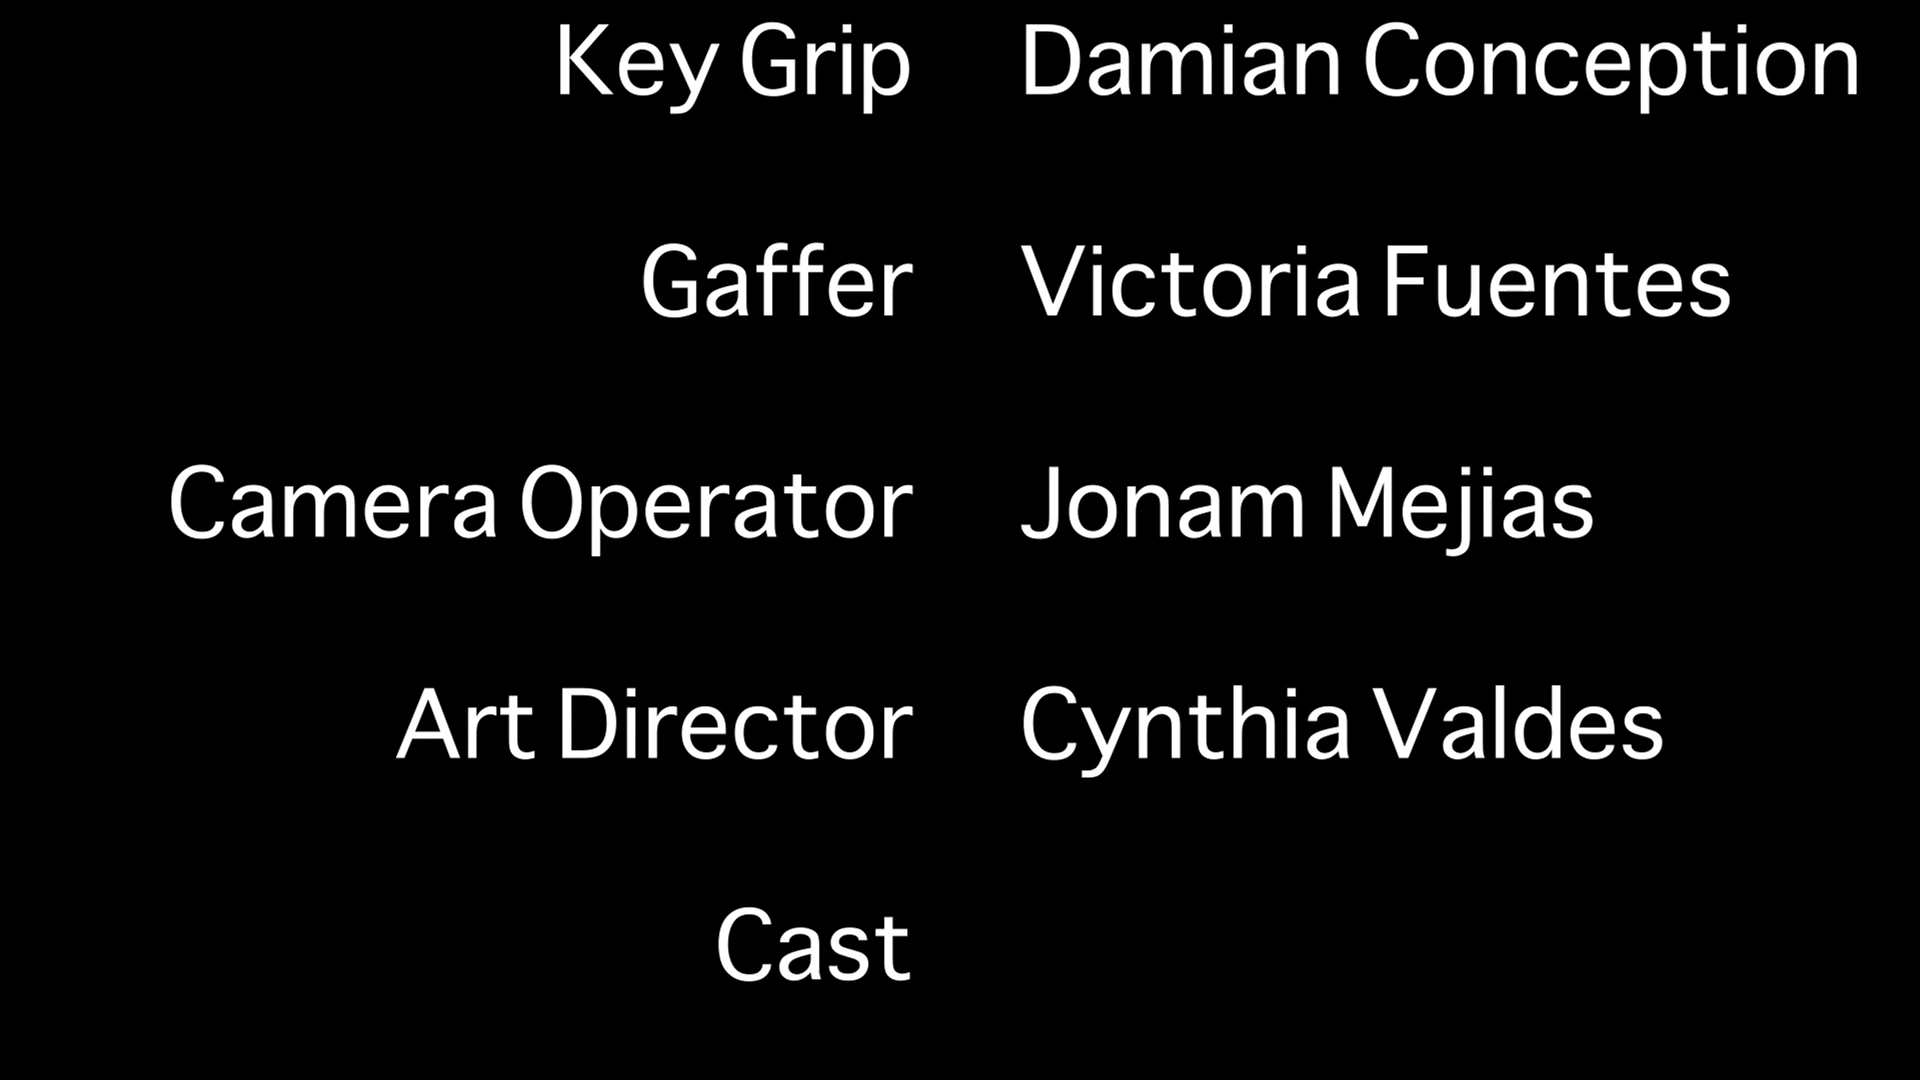 Key Grip Damian Conception
Gaffer Victoria Fuentes
Camera Operator Jonam Mejias
Art Director Cynthia Valdes
Cast